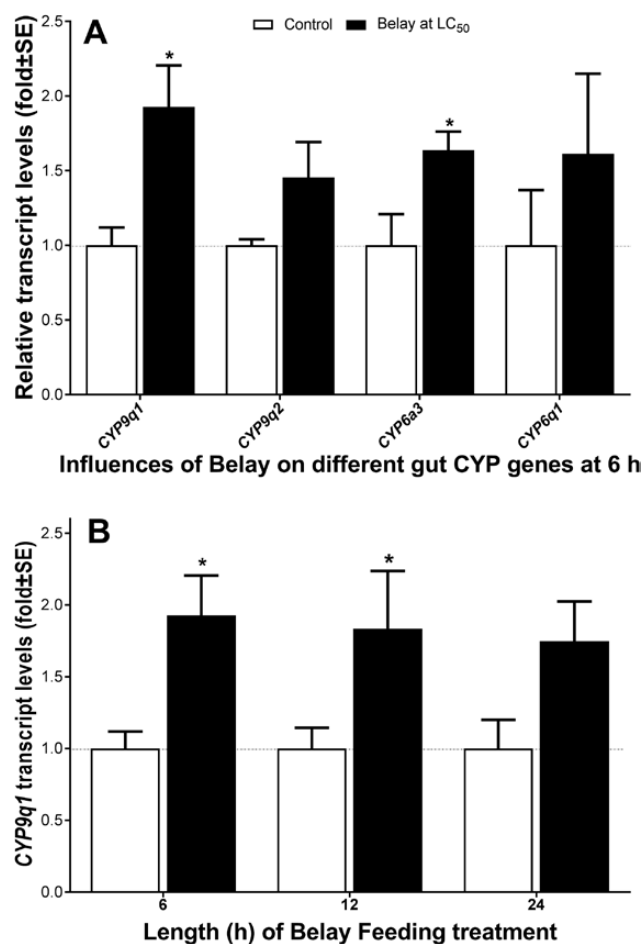 A
Control Belay at LC50
*
*
Relative transcript levels (fold±SE)
2.5
2.0
1.5
1.0
0.5
0.0
CYP9q1 CYP9q2 CYP6a3 CYP6q1
Influences of Belay on different gut CYP genes at 6 h
B
*
*
CYP9q1 transcript levels (fold±SE)
2.5
2.0
1.5
1.0
0.5
0.0
6 12 24
Length (h) of Belay Feeding treatment